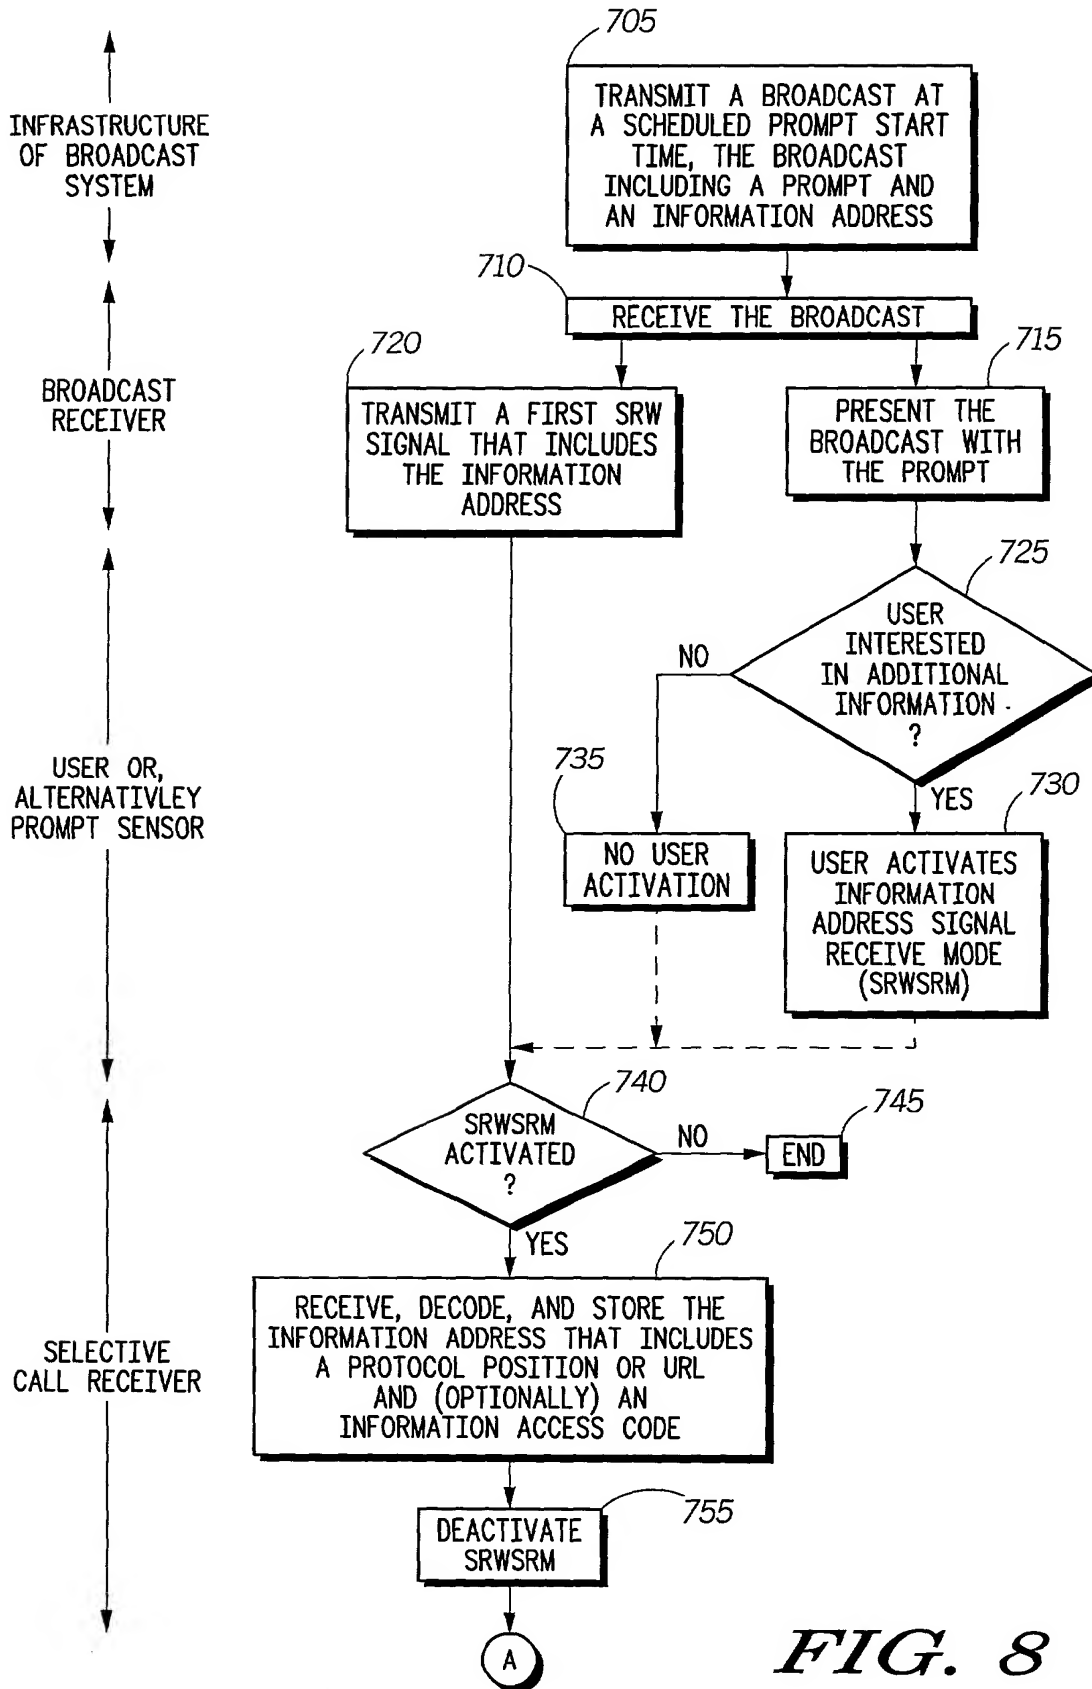 705
TRANSMIT A BROADCAST AT
A SCHEDULED PROMPT START
TIME, THE BROADCAST
INCLUDING A PROMPT AND
AN INFORMATION ADDRESS
INFRASTRUCTURE
OF BROADCAST
SYSTEM
710
RECEIVE THE BROADCAST
720
715
BROADCAST
RECEIVER
TRANSMIT A FIRST SRW
SIGNAL THAT INCLUDES
THE INFORMATION
ADDRESS
PRESENT THE
BROADCAST WITH
THE PROMPT
725
USER
INTERESTED
IN ADDITIONAL
INFORMATION
?
NO
YES
USER OR,
ALTERNATIVLEY
PROMPT SENSOR
735
NO USER
ACTIVATION
730
USER ACTIVATES
INFORMATION
ADDRESS SIGNAL
RECEIVE MODE
(SRWSRM)
740
SRWSRM
ACTIVATED
?
NO
745
END
YES
750
SELECTIVE
CALL RECEIVER
RECEIVE, DECODE, AND STORE THE
INFORMATION ADDRESS THAT INCLUDES
A PROTOCOL POSITION OR URL
AND (OPTIONALLY) AN
INFORMATION ACCESS CODE
755
DEACTIVATE
SRWSRM
A
FIG. 8